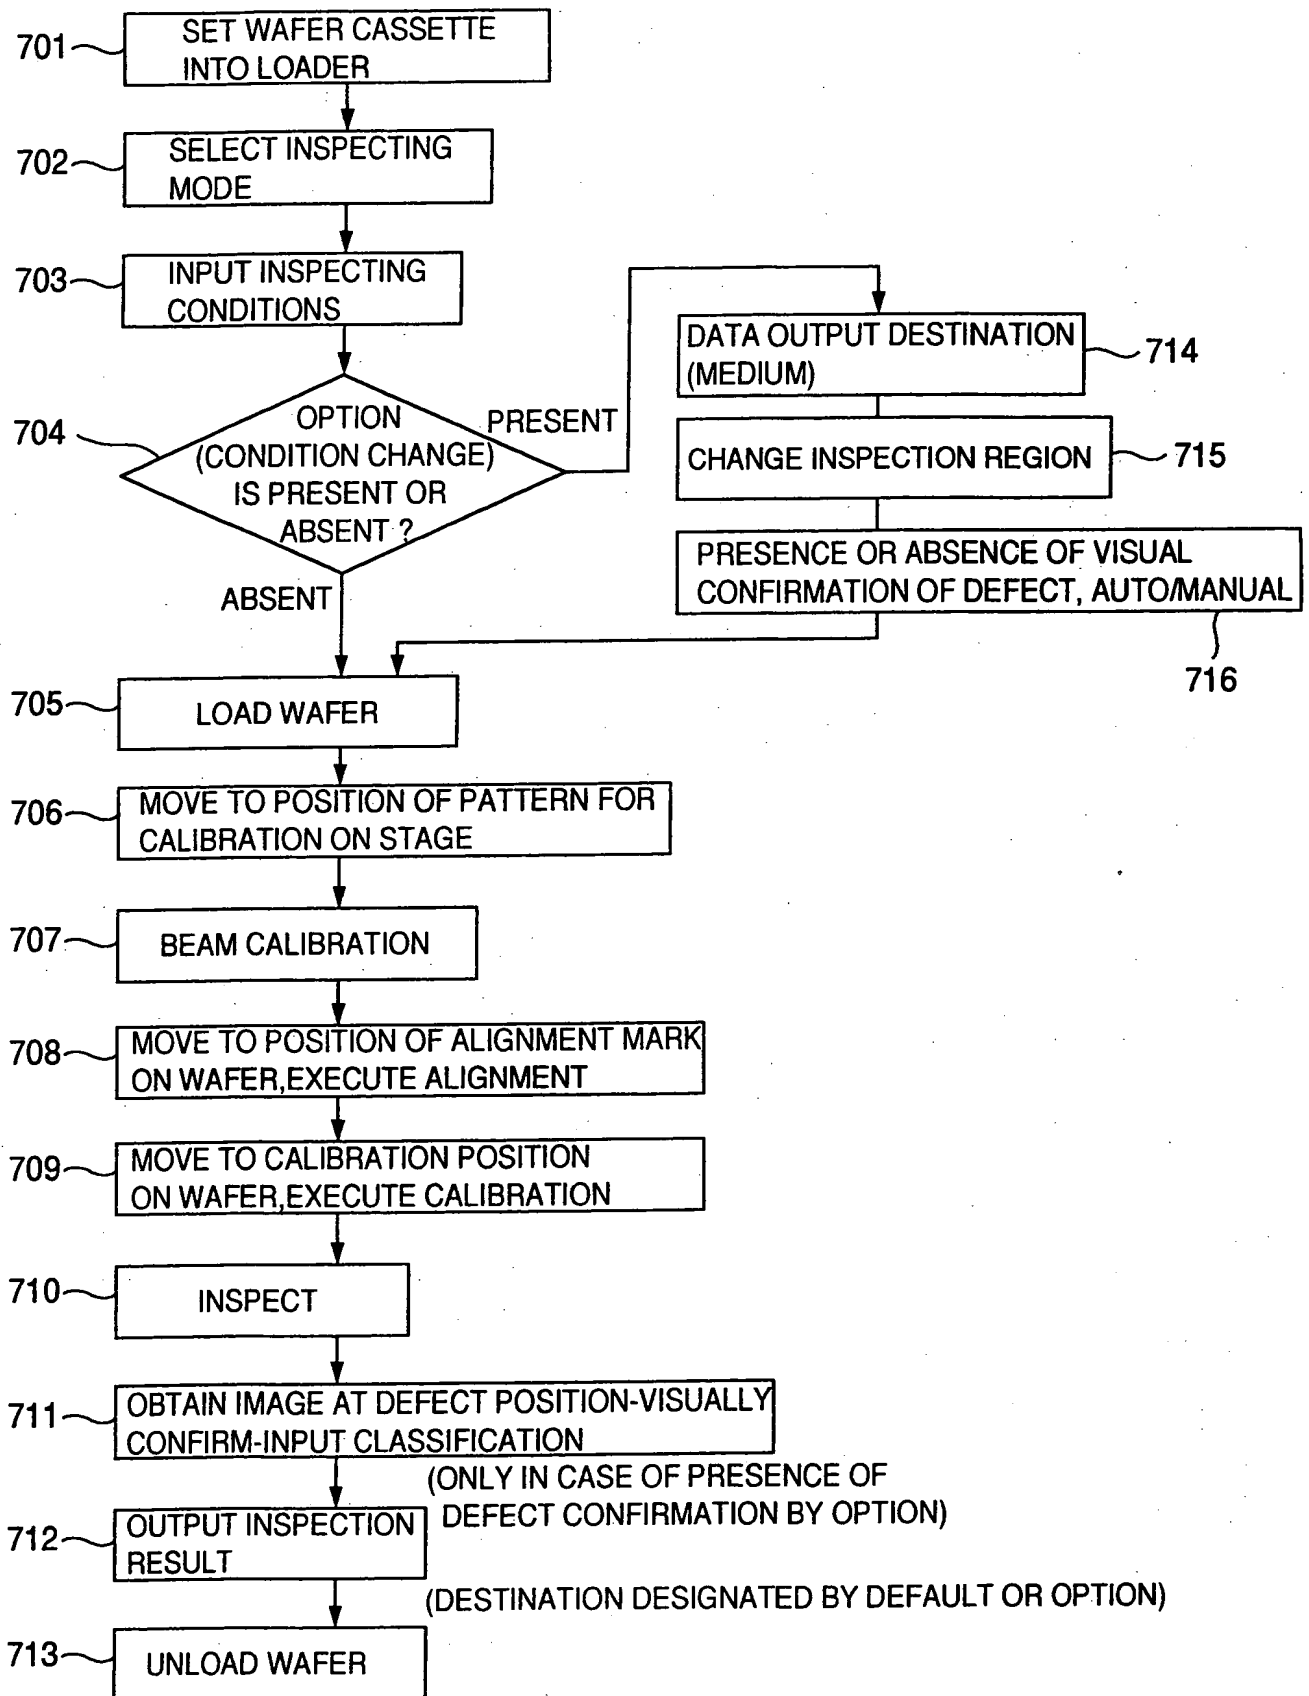 701
SET WAFER CASSETTE
INTO LOADER
702
SELECT INSPECTING
MODE
703
INPUT INSPECTING
CONDITIONS
704
OPTION
(CONDITION CHANGE)
IS PRESENT OR
ABSENT ?
PRESENT
ABSENT
DATA OUTPUT DESTINATION
(MEDIUM)
714
CHANGE INSPECTION REGION
715
PRESENCE OR ABSENCE OF VISUAL
CONFIRMATION OF DEFECT, AUTO/MANUAL
716
705
LOAD WAFER
706
MOVE TO POSITION OF PATTERN FOR
CALIBRATION ON STAGE
707
BEAM CALIBRATION
708
MOVE TO POSITION OF ALIGNMENT MARK
ON WAFER,EXECUTE ALIGNMENT
709
MOVE TO CALIBRATION POSITION
ON WAFER,EXECUTE CALIBRATION
710
INSPECT
711
OBTAIN IMAGE AT DEFECT POSITION-VISUALLY
CONFIRM-INPUT CLASSIFICATION
(ONLY IN CASE OF PRESENCE OF
DEFECT CONFIRMATION BY OPTION)
712
OUTPUT INSPECTION
RESULT
(DESTINATION DESIGNATED BY DEFAULT OR OPTION)
713
UNLOAD WAFER